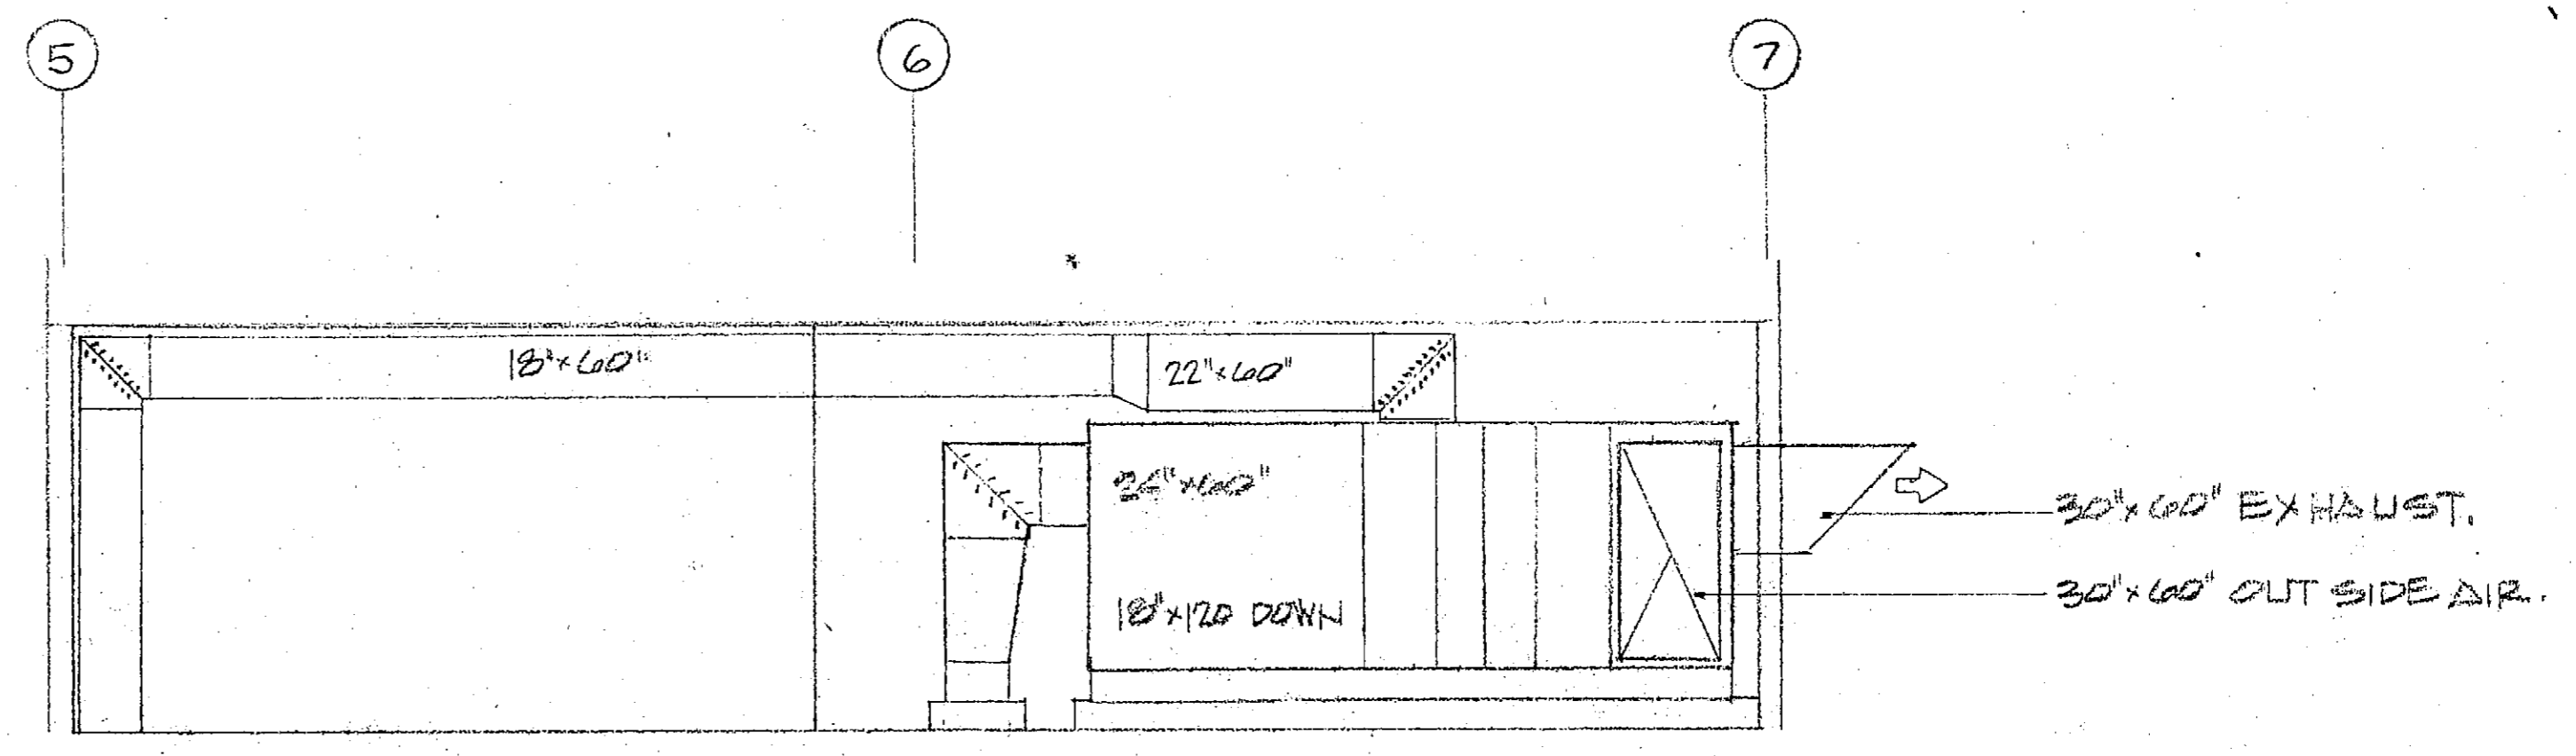 5
6
7
18"x60"
22"x60"
24"x60"
18"x120 DOWN
30"x60" EXHAUST.
30"x60" OUT SIDE AIR.